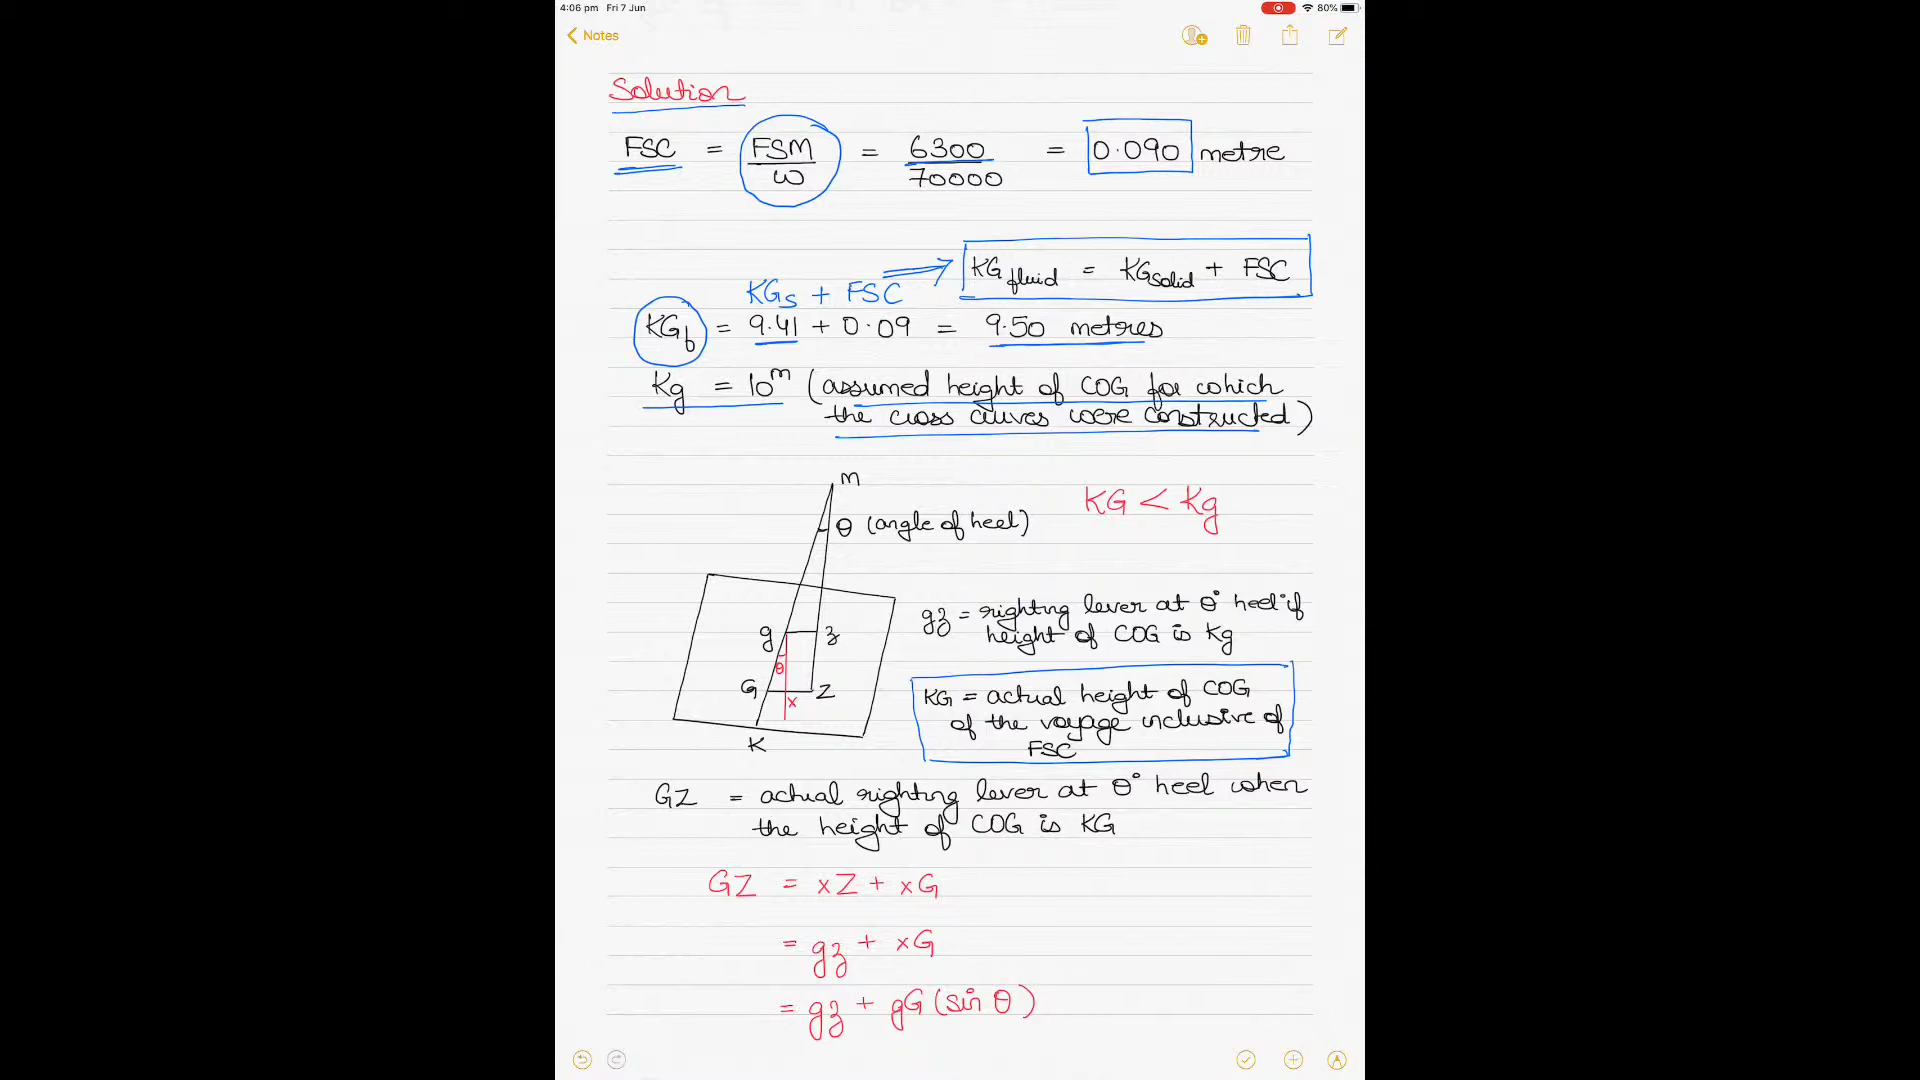 4:06 pm Fri 7 Jun
80%
Notes
Solution
FSC = FSM/W = 6300/70000 = 0.090 metre
KGfluid = KGsolid + FSC
KGs + FSC
KGf = 9.41 + 0.09 = 9.50 metres
Kg = 10m (assumed height of COG for which
the cross curves were constructed)
M
θ (angle of heel)
KG < Kg
gz = righting lever at θ° heel if
height of COG is Kg
g z
θ
G x Z
K
KG = actual height of COG
of the voyage inclusive of
FSC
GZ = actual righting lever at θ° heel when
the height of COG is KG
GZ = xZ + xG
= gz + xG
= gz + gG (sin θ)